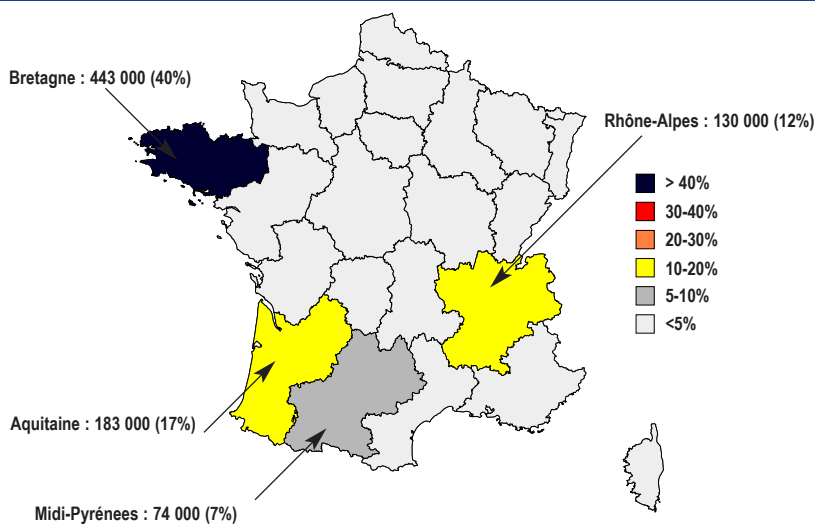 Bretagne : 443 000 (40%)
Rhône-Alpes : 130 000 (12%)
> 40%
30-40%
20-30%
10-20%
5-10%
<5%
Aquitaine : 183 000 (17%)
Midi-Pyrénees : 74 000 (7%)